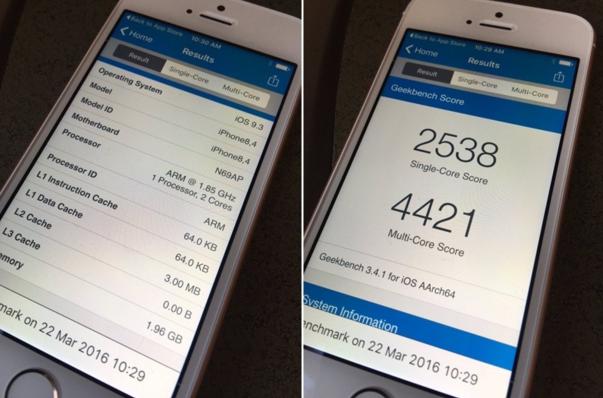 Back to App Store 10:30 AM
Home Results
Result Single-Core Multi-Core
Operating System iOS 9.3
Model iPhone8,4
Model ID iPhone8,4
Motherboard N69AP
Processor ARM @ 1.85 GHz
1 Processor, 2 Cores
Processor ID ARM
L1 Instruction Cache 64.0 KB
L1 Data Cache 64.0 KB
L2 Cache 3.00 MB
L3 Cache 0.00 B
emory 1.96 GB
mark on 22 Mar 2016 10:29
Back to App Store 10:29 AM
Home Results
Result Single-Core Multi-Core
Geekbench Score
2538
Single-Core Score
4421
Multi-Core Score
Geekbench 3.4.1 for iOS AArch64
System Information
enchmark on 22 Mar 2016 10:29